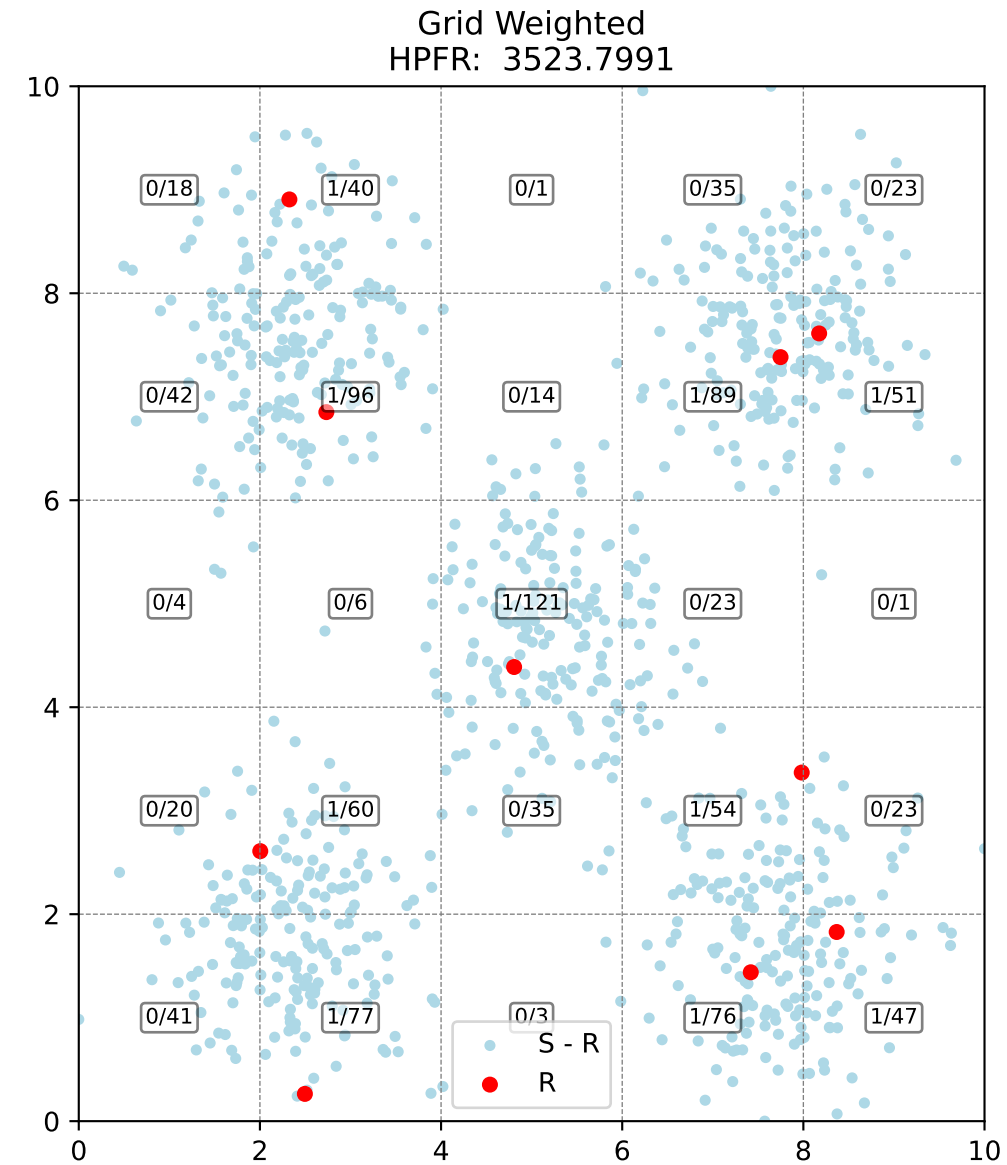 Grid Weighted
HPFR:  3523.7991
10
0/18 1/40 0/1 0/35 0/23
8
0/42 1/96 0/14 1/89 1/51
6
0/4 0/6 1/121 0/23 0/1
4
0/20 1/60 0/35 1/54 0/23
2
0/41 1/77 0/3 1/76 1/47
S - R
R
0
0 2 4 6 8 10